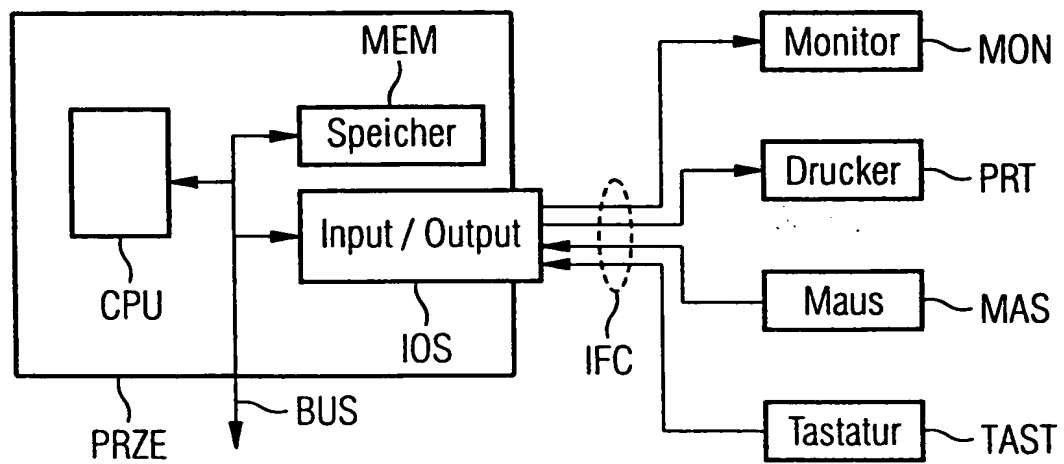 MEM
Speicher
CPU
Input / Output
IOS
PRZE
BUS
IFC
Monitor
MON
Drucker
PRT
Maus
MAS
Tastatur
TAST